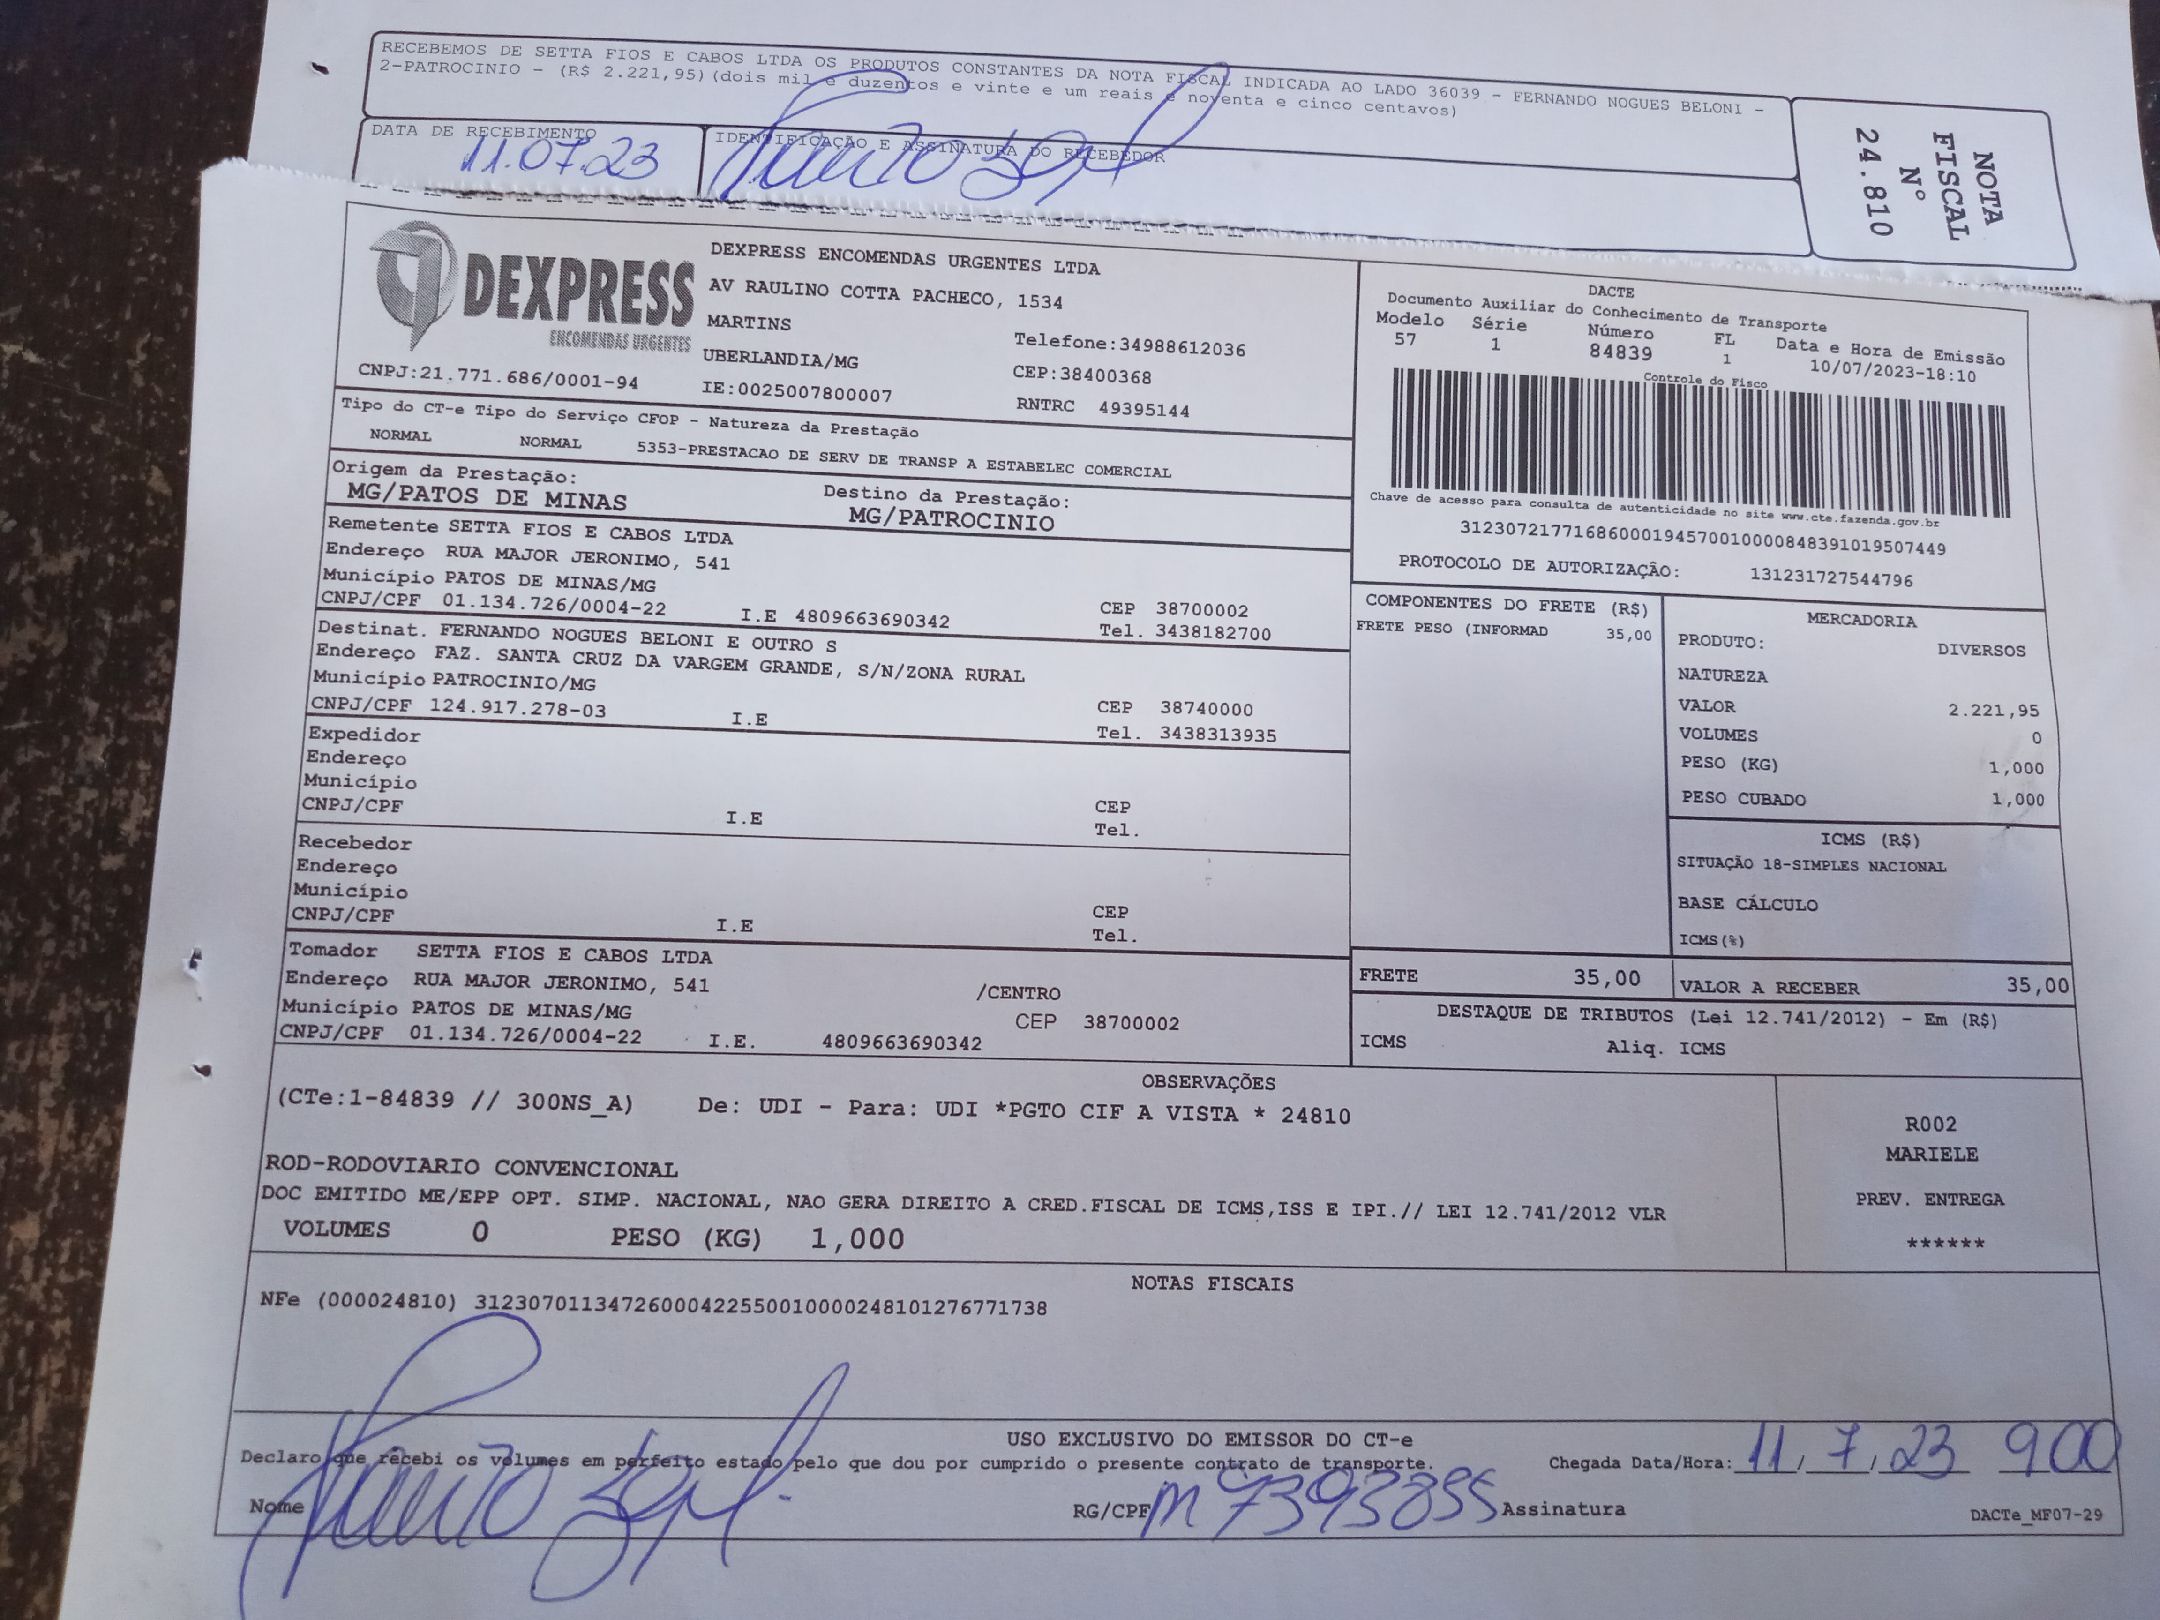 RECEBEMOS DE SETTA FIOS E CABOS LTDA OS PRODUTOS CONSTANTES DA NOTA FISCAL INDICADA AO LADO 36039 - FERNANDO NOGUES BELONI -
2-PATROCINIO - (R$ 2.221,95) (dois mil e duzentos e vinte e um reais e noventa e cinco centavos)
DATA DE RECEBIMENTO
11.07.23
IDENTIFICAÇÃO E ASSINATURA DO RECEBEDOR
NOTA
FISCAL
N°
24.810
DEXPRESS
ENCOMENDAS URGENTES
CNPJ:21.771.686/0001-94
DEXPRESS ENCOMENDAS URGENTES LTDA
AV RAULINO COTTA PACHECO, 1534
MARTINS
Telefone:34988612036
UBERLANDIA/MG
CEP:38400368
IE:0025007800007
RNTRC 49395144
DACTE
Documento Auxiliar do Conhecimento de Transporte
Modelo Série Número FL Data e Hora de Emissão
57 1 84839 1 10/07/2023-18:10
Controle do Fisco
Chave de acesso para consulta de autenticidade no site www.cte.fazenda.gov.br
31230721771686000194570010000848391019507449
PROTOCOLO DE AUTORIZAÇÃO: 131231727544796
Tipo do CT-e Tipo do Serviço CFOP - Natureza da Prestação
NORMAL NORMAL 5353-PRESTACAO DE SERV DE TRANSP A ESTABELEC COMERCIAL
Origem da Prestação: Destino da Prestação:
MG/PATOS DE MINAS MG/PATROCINIO
Remetente SETTA FIOS E CABOS LTDA
Endereço RUA MAJOR JERONIMO, 541
Município PATOS DE MINAS/MG CEP 38700002
CNPJ/CPF 01.134.726/0004-22 I.E 4809663690342 Tel. 3438182700
Destinat. FERNANDO NOGUES BELONI E OUTRO S
Endereço FAZ. SANTA CRUZ DA VARGEM GRANDE, S/N/ZONA RURAL
Município PATROCINIO/MG CEP 38740000
CNPJ/CPF 124.917.278-03 I.E Tel. 3438313935
Expedidor
Endereço
Município CEP
CNPJ/CPF I.E Tel.
Recebedor
Endereço
Município CEP
CNPJ/CPF I.E Tel.
Tomador SETTA FIOS E CABOS LTDA
Endereço RUA MAJOR JERONIMO, 541 /CENTRO
Município PATOS DE MINAS/MG CEP 38700002
CNPJ/CPF 01.134.726/0004-22 I.E. 4809663690342
COMPONENTES DO FRETE (R$)
FRETE PESO (INFORMAD 35,00
MERCADORIA
PRODUTO: DIVERSOS
NATUREZA
VALOR 2.221,95
VOLUMES 0
PESO (KG) 1,000
PESO CUBADO 1,000
ICMS (R$)
SITUAÇÃO 18-SIMPLES NACIONAL
BASE CÁLCULO
ICMS(%)
FRETE 35,00 VALOR A RECEBER 35,00
DESTAQUE DE TRIBUTOS (Lei 12.741/2012) - Em (R$)
ICMS Aliq. ICMS
OBSERVAÇÕES
(CTe:1-84839 // 300NS_A) De: UDI - Para: UDI *PGTO CIF A VISTA * 24810
ROD-RODOVIARIO CONVENCIONAL
DOC EMITIDO ME/EPP OPT. SIMP. NACIONAL, NAO GERA DIREITO A CRED.FISCAL DE ICMS,ISS E IPI.// LEI 12.741/2012 VLR
VOLUMES 0 PESO (KG) 1,000
R002
MARIELE
PREV. ENTREGA
******
NOTAS FISCAIS
NFe (000024810) 31230701134726000422550010000248101276771738
USO EXCLUSIVO DO EMISSOR DO CT-e
Declaro que recebi os volumes em perfeito estado pelo que dou por cumprido o presente contrato de transporte. Chegada Data/Hora: 11/7/23 900
Nome RG/CPF M7393855 Assinatura
DACTe_MF07-29